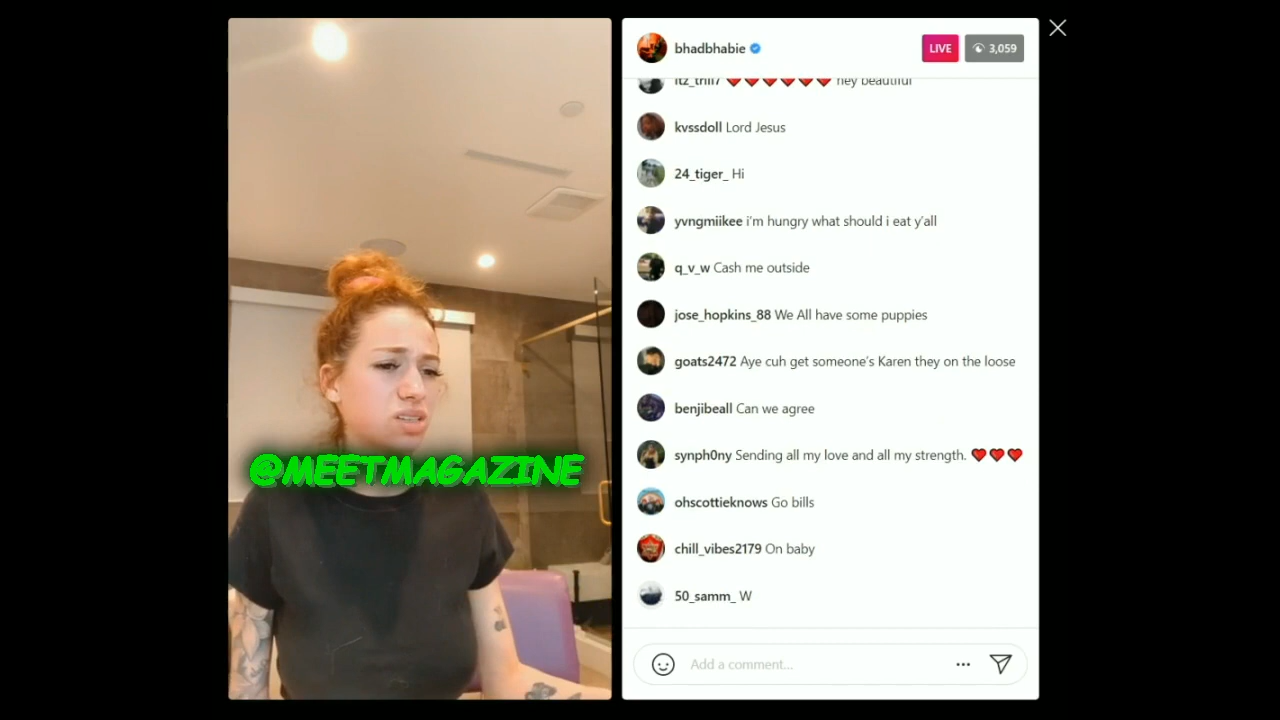 bhadbhabie
LIVE
3,059
itz_trill7 ❤❤❤❤❤❤ hey beautiful
kvssdoll Lord Jesus
24_tiger_ Hi
yvngmiikee i'm hungry what should i eat y'all
q_v_w Cash me outside
jose_hopkins_88 We All have some puppies
goats2472 Aye cuh get someone's Karen they on the loose
benjibeall Can we agree
synph0ny Sending all my love and all my strength. ❤❤❤
ohscottieknows Go bills
chill_vibes2179 On baby
50_samm_ W
Add a comment...
@MEETMAGAZINE